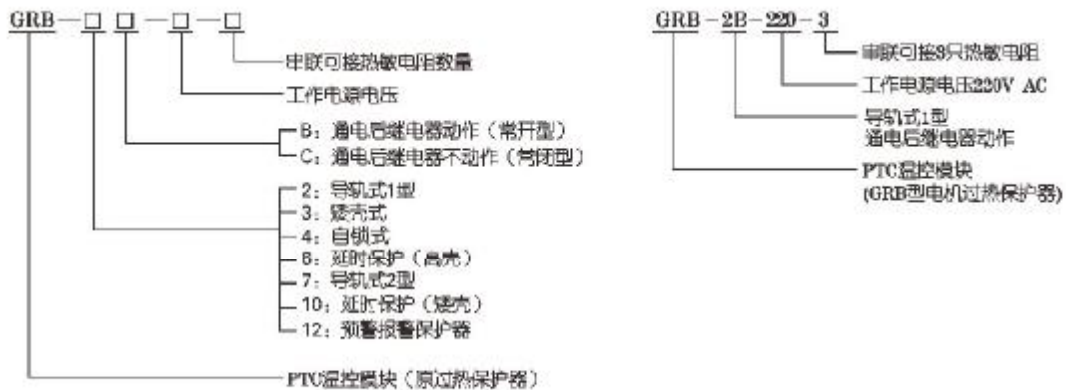 GRB-□□-□-□
串联可接热敏电阻数量
工作电源电压
B：通电后继电器动作（常开型）
C：通电后继电器不动作（常闭型）
2：导轨式1型
3：矮壳式
4：自锁式
6：延时保护（高壳）
7：导轨式2型
10：延时保护（矮壳）
12：预警报警保护器
PTC温控模块（原过热保护器）
GRB-2B-220-3
串联可接3只热敏电阻
工作电源电压220V AC
导轨式1型
通电后继电器动作
PTC温控模块
(GRB型电机过热保护器)